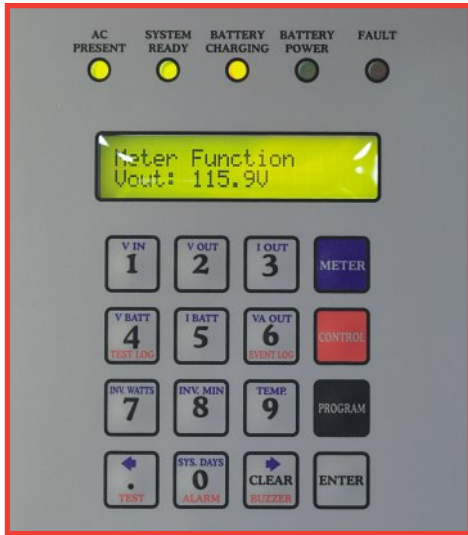 AC PRESENT
SYSTEM READY
BATTERY CHARGING
BATTERY POWER
FAULT
Meter Function
Vout: 115.9V
V IN
1
V OUT
2
I OUT
3
METER
V BATT
4
TEST LOG
I BATT
5
VA OUT
6
EVENT LOG
CONTROL
INV. WATTS
7
INV. MIN
8
TEMP.
9
PROGRAM
.
TEST
SYS. DAYS
0
ALARM
CLEAR
BUZZER
ENTER